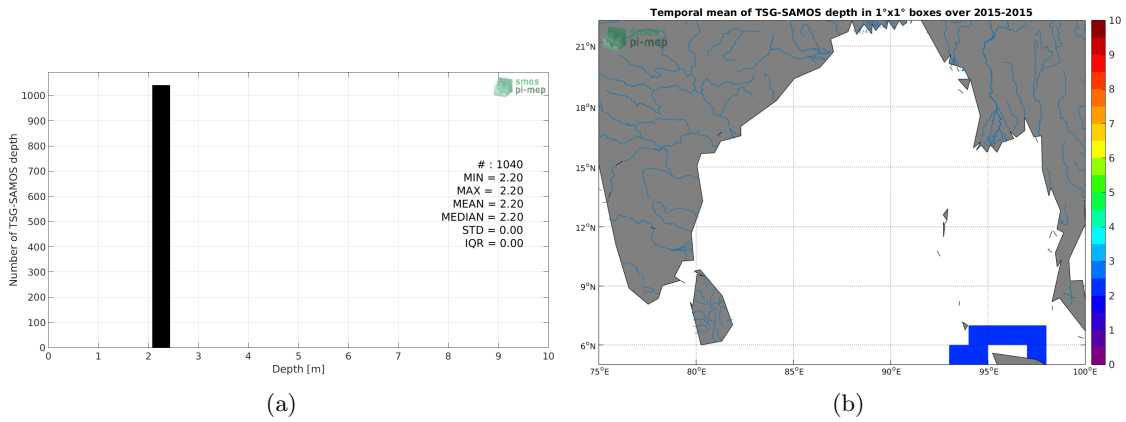 smos
pi-mep
Number of TSG-SAMOS depth
1000
900
800
700
600
500
400
300
200
100
0
# : 1040
MIN = 2.20
MAX = 2.20
MEAN = 2.20
MEDIAN = 2.20
STD = 0.00
IQR = 0.00
0 1 2 3 4 5 6 7 8 9 10
Depth [m]
(a)
Temporal mean of TSG-SAMOS depth in 1°x1° boxes over 2015-2015
smos
pi-mep
21°N
18°N
15°N
12°N
9°N
6°N
75°E 80°E 85°E 90°E 95°E 100°E
10
9
8
7
6
5
4
3
2
1
0
(b)